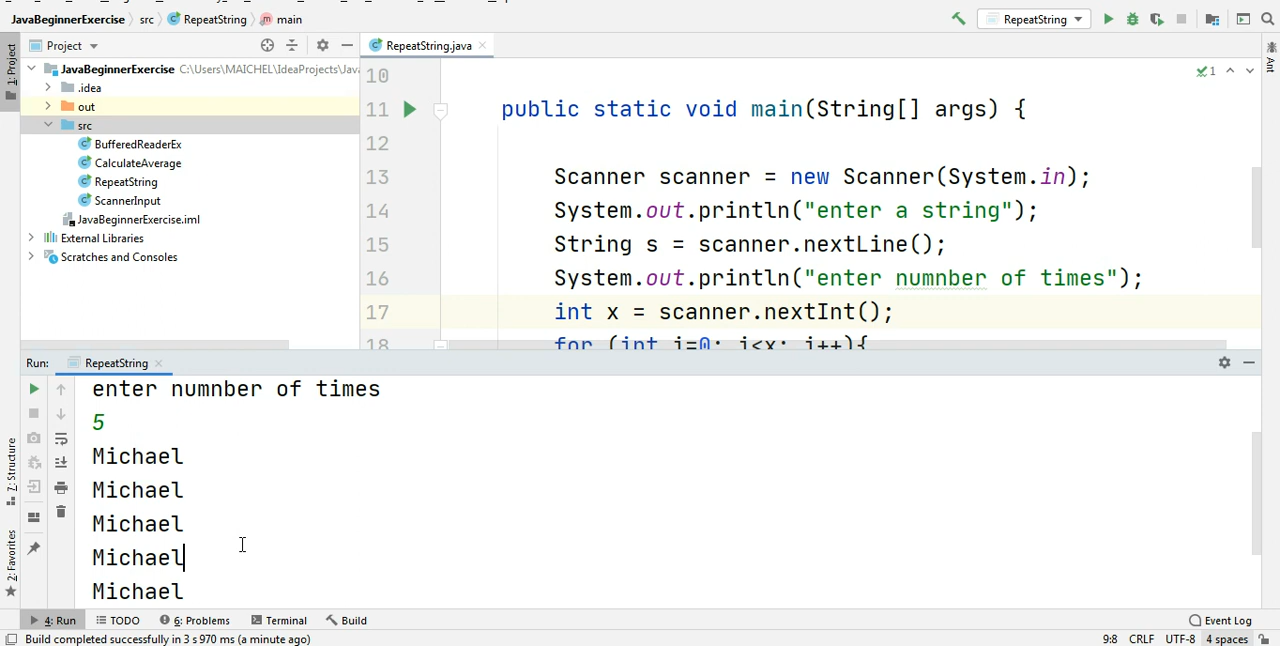 JavaBeginnerExercise src RepeatString main RepeatString
Project RepeatString.java
1: Project
Ant
JavaBeginnerExercise C:\Users\MAICHEL\IdeaProjects\Java
.idea
out
src
BufferedReaderEx
CalculateAverage
RepeatString
ScannerInput
JavaBeginnerExercise.iml
External Libraries
Scratches and Consoles
1
10
11 public static void main(String[] args) {
12
13 Scanner scanner = new Scanner(System.in);
14 System.out.println("enter a string");
15 String s = scanner.nextLine();
16 System.out.println("enter numnber of times");
17 int x = scanner.nextInt();
18 for (int i=0; i<x; i++){
Run: RepeatString
enter numnber of times
5
Michael
Michael
Michael
Michael
Michael
Z: Structure
2: Favorites
4: Run TODO 6: Problems Terminal Build Event Log
Build completed successfully in 3 s 970 ms (a minute ago) 9:8 CRLF UTF-8 4 spaces